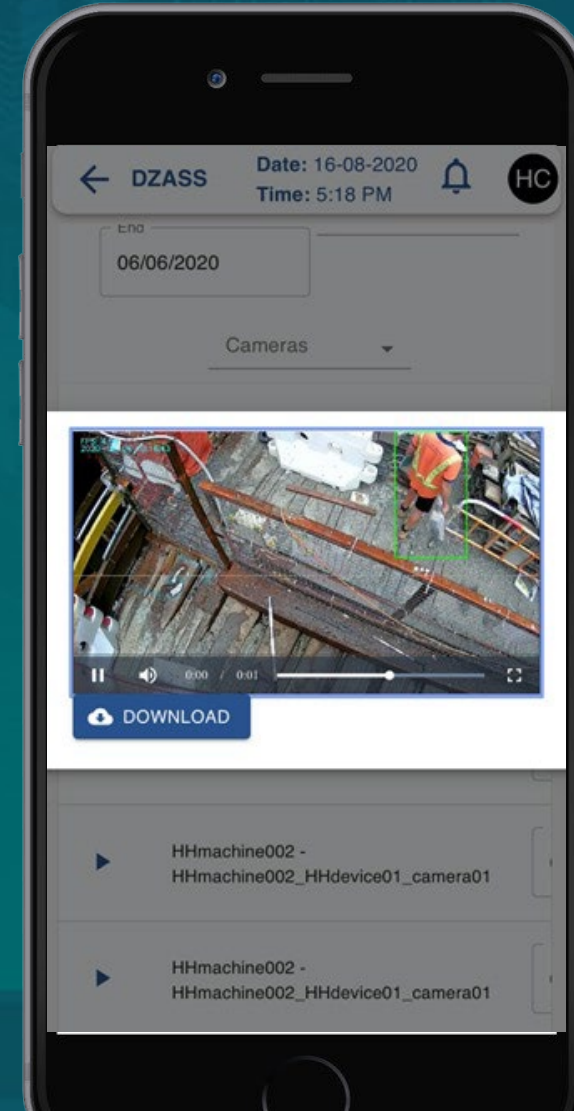 DZASS
Date: 16-08-2020
Time: 5:18 PM
HC
End
06/06/2020
Cameras
0:00 / 0:01
DOWNLOAD
HHmachine002 -
HHmachine002_HHdevice01_camera01
HHmachine002 -
HHmachine002_HHdevice01_camera01